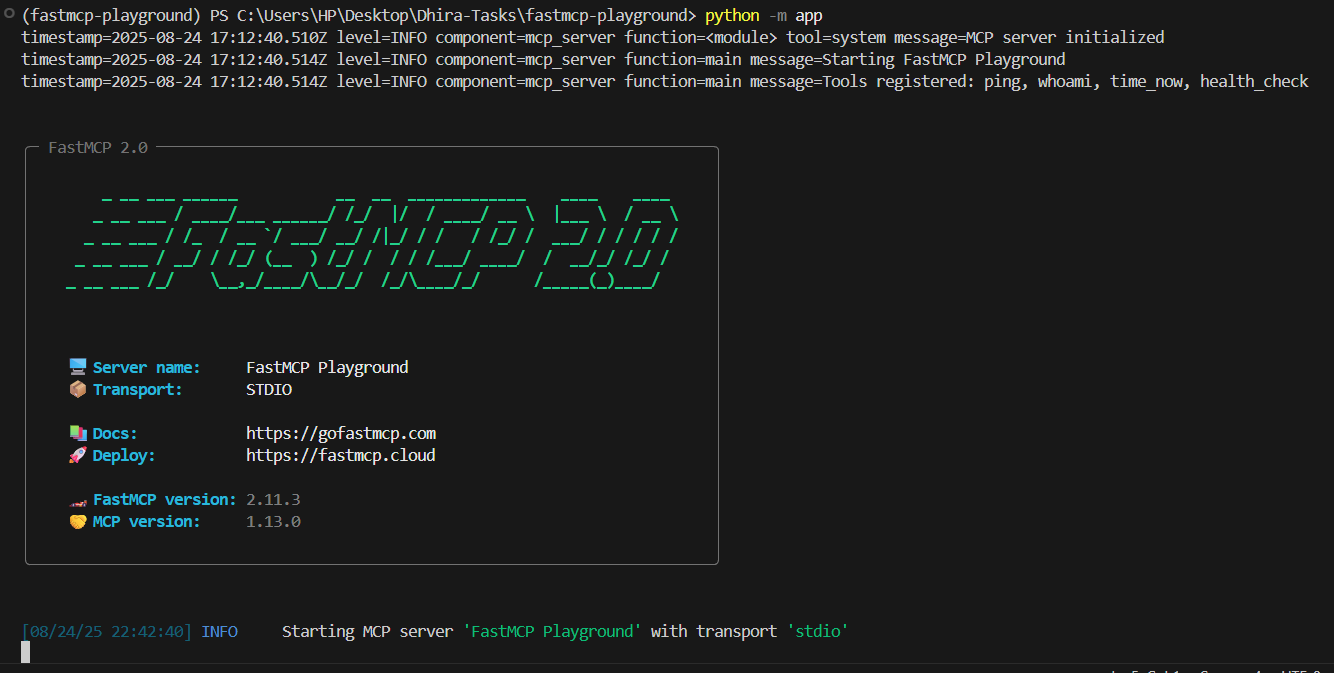 (fastmcp-playground) PS C:\Users\HP\Desktop\Dhira-Tasks\fastmcp-playground> python -m app
timestamp=2025-08-24 17:12:40.510Z level=INFO component=mcp_server function=<module> tool=system message=MCP server initialized
timestamp=2025-08-24 17:12:40.514Z level=INFO component=mcp_server function=main message=Starting FastMCP Playground
timestamp=2025-08-24 17:12:40.514Z level=INFO component=mcp_server function=main message=Tools registered: ping, whoami, time_now, health_check
FastMCP 2.0
FastMCP 2.0
Server name: FastMCP Playground
Transport: STDIO
Docs: https://gofastmcp.com
Deploy: https://fastmcp.cloud
FastMCP version: 2.11.3
MCP version: 1.13.0
[08/24/25 22:42:40] INFO Starting MCP server 'FastMCP Playground' with transport 'stdio'